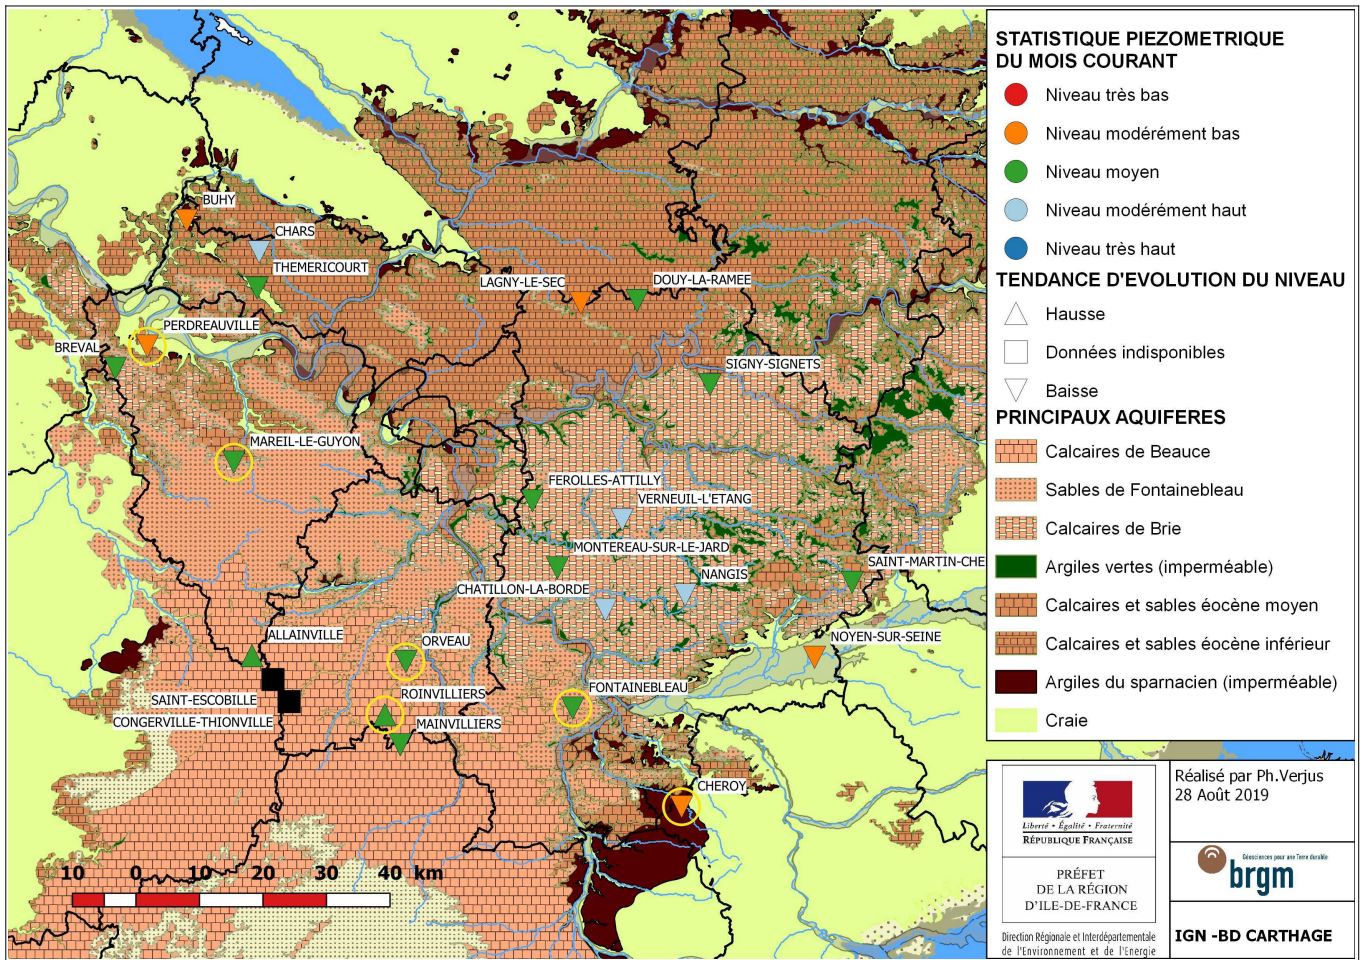 BUHY
CHARS
THEMERICOURT
LAGNY-LE-SEC
DOUY-LA-RAMEE
PERDREAUVILLE
BREVAL
SIGNY-SIGNETS
MAREIL-LE-GUYON
FEROLLES-ATTILLY
VERNEUIL-L'ETANG
MONTEREAU-SUR-LE-JARD
SAINT-MARTIN-CHE
NANGIS
CHATILLON-LA-BORDE
ALLAINVILLE
ORVEAU
NOYEN-SUR-SEINE
SAINT-ESCOBILLE
ROINVILLIERS
FONTAINEBLEAU
CONGERVILLE-THIONVILLE
MAINVILLIERS
CHEROY
10 0 10 20 30 40 km
STATISTIQUE PIEZOMETRIQUE
DU MOIS COURANT
Niveau très bas
Niveau modérément bas
Niveau moyen
Niveau modérément haut
Niveau très haut
TENDANCE D'EVOLUTION DU NIVEAU
Hausse
Données indisponibles
Baisse
PRINCIPAUX AQUIFERES
Calcaires de Beauce
Sables de Fontainebleau
Calcaires de Brie
Argiles vertes (imperméable)
Calcaires et sables éocène moyen
Calcaires et sables éocène inférieur
Argiles du sparnacien (imperméable)
Craie
Liberté • Égalité • Fraternité
RÉPUBLIQUE FRANÇAISE
PRÉFET
DE LA RÉGION
D'ILE-DE-FRANCE
Direction Régionale et Interdépartementale
de l'Environnement et de l'Energie
Réalisé par Ph.Verjus
28 Août 2019
Géosciences pour une Terre durable
brgm
IGN -BD CARTHAGE